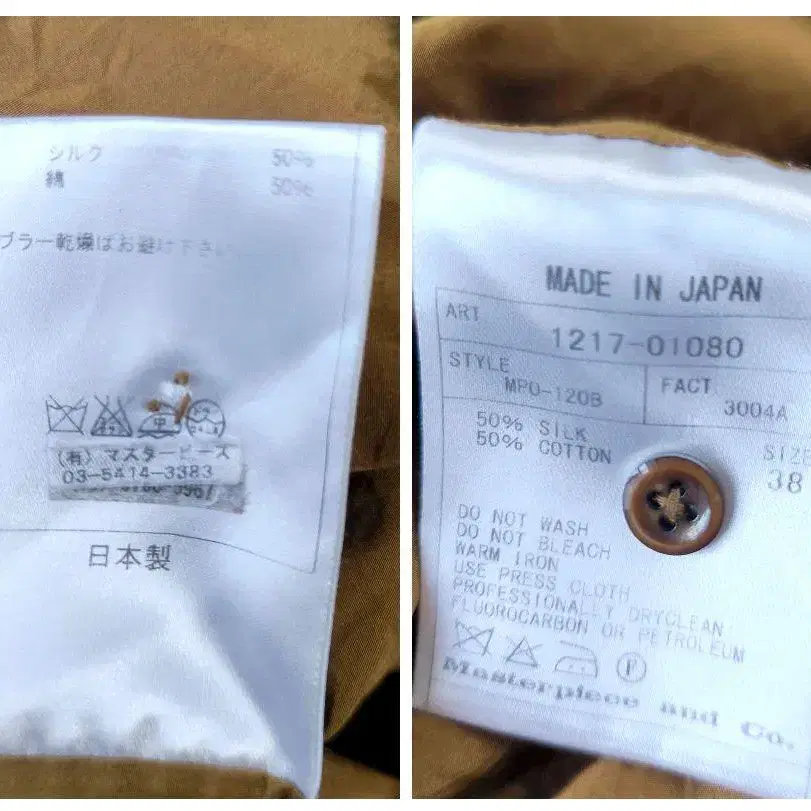 シルク 50%
綿 50%
ブラー乾燥はお避け下さい
中
(有) マスターピース
03-5414-3383
日本製
MADE IN JAPAN
ART 1217-01080
STYLE MPO-120B FACT 3004A
50% SILK
50% COTTON
SIZE
38
DO NOT WASH
DO NOT BLEACH
WARM IRON
USE PRESS CLOTH
PROFESSIONALLY DRYCLEAN
FLUOROCARBON OR PETROLEUM
F
Masterpiece and Co.